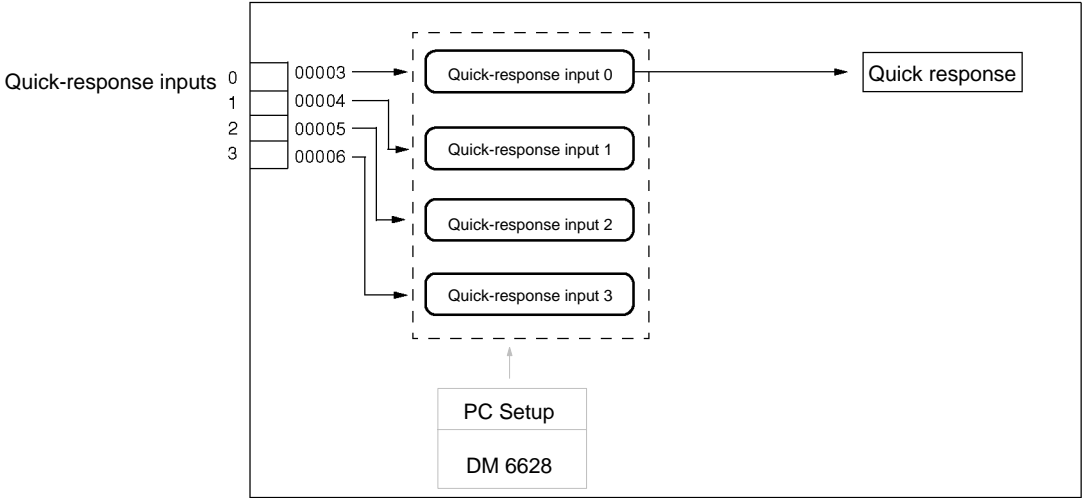 Quick-response inputs
0
00003
Quick-response input 0
Quick response
1
00004
Quick-response input 1
2
00005
Quick-response input 2
3
00006
Quick-response input 3
PC Setup
DM 6628